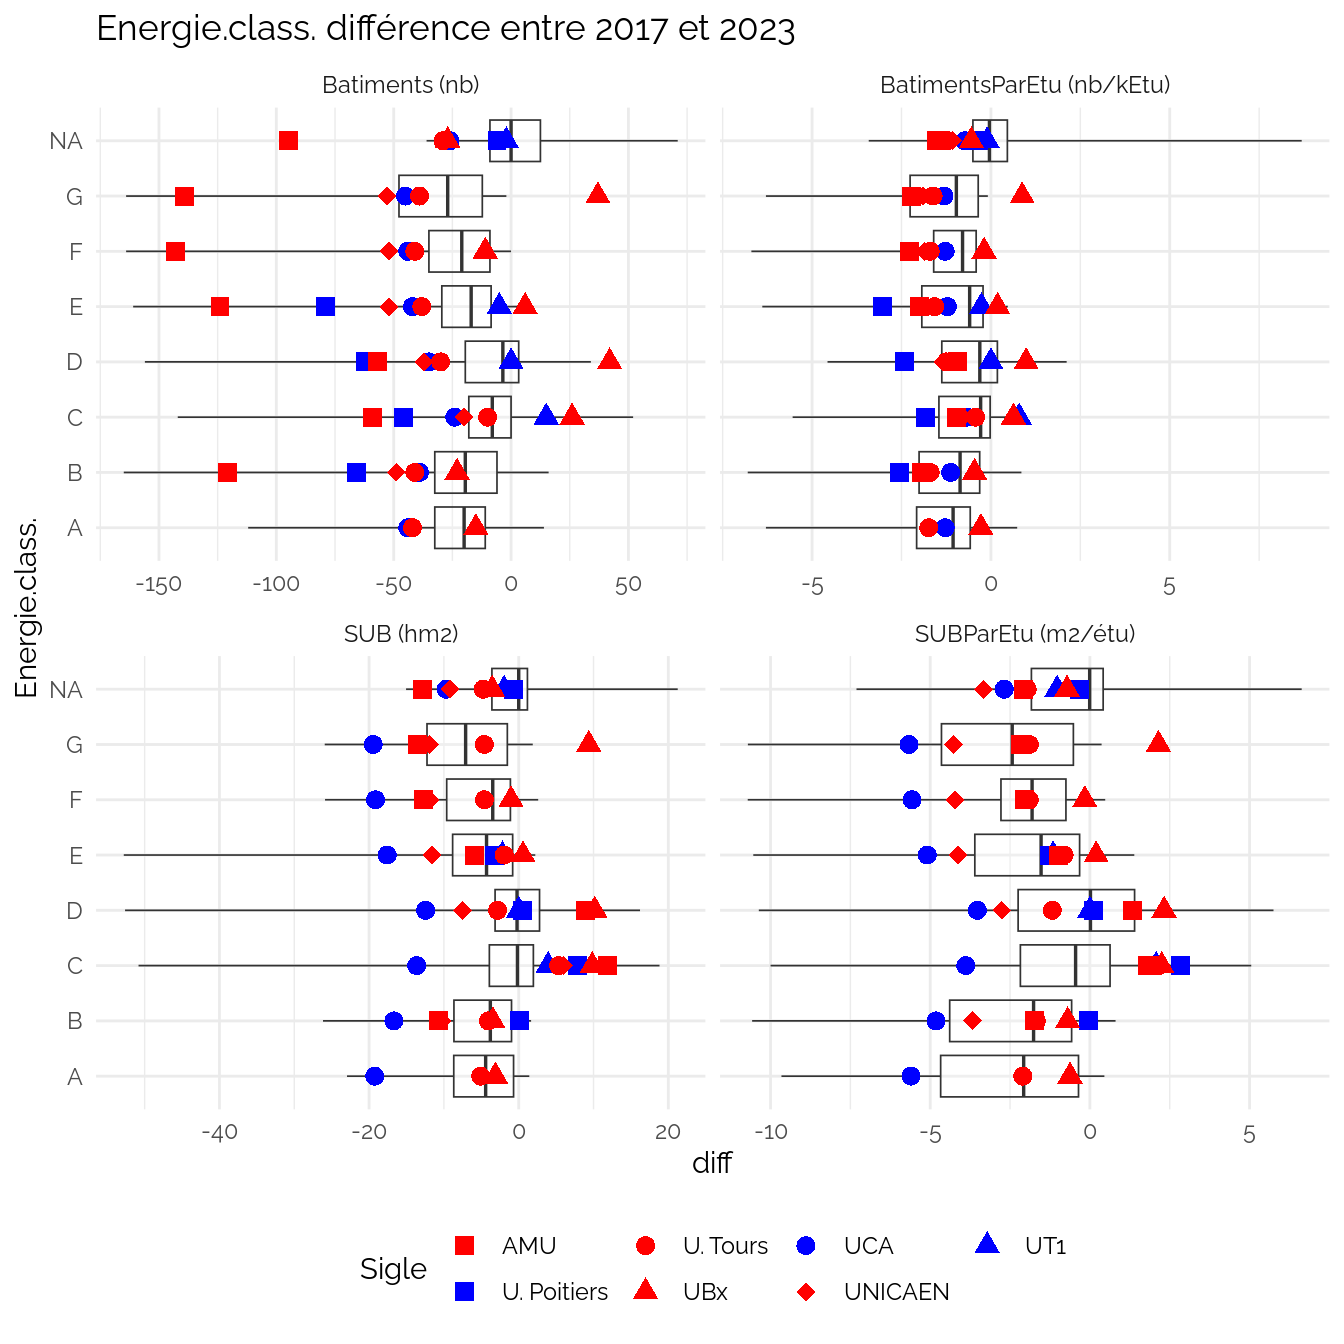 Energie.class. différence entre 2017 et 2023
Batiments (nb)
BatimentsParEtu (nb/kEtu)
NA
G
F
E
D
C
B
A
-150 -100 -50 0 50
-5 0 5
Energie.class.
SUB (hm2)
SUBParEtu (m2/étu)
NA
G
F
E
D
C
B
A
-40 -20 0 20
-10 -5 0 5
diff
Sigle
AMU U. Tours UCA UT1
U. Poitiers UBx UNICAEN